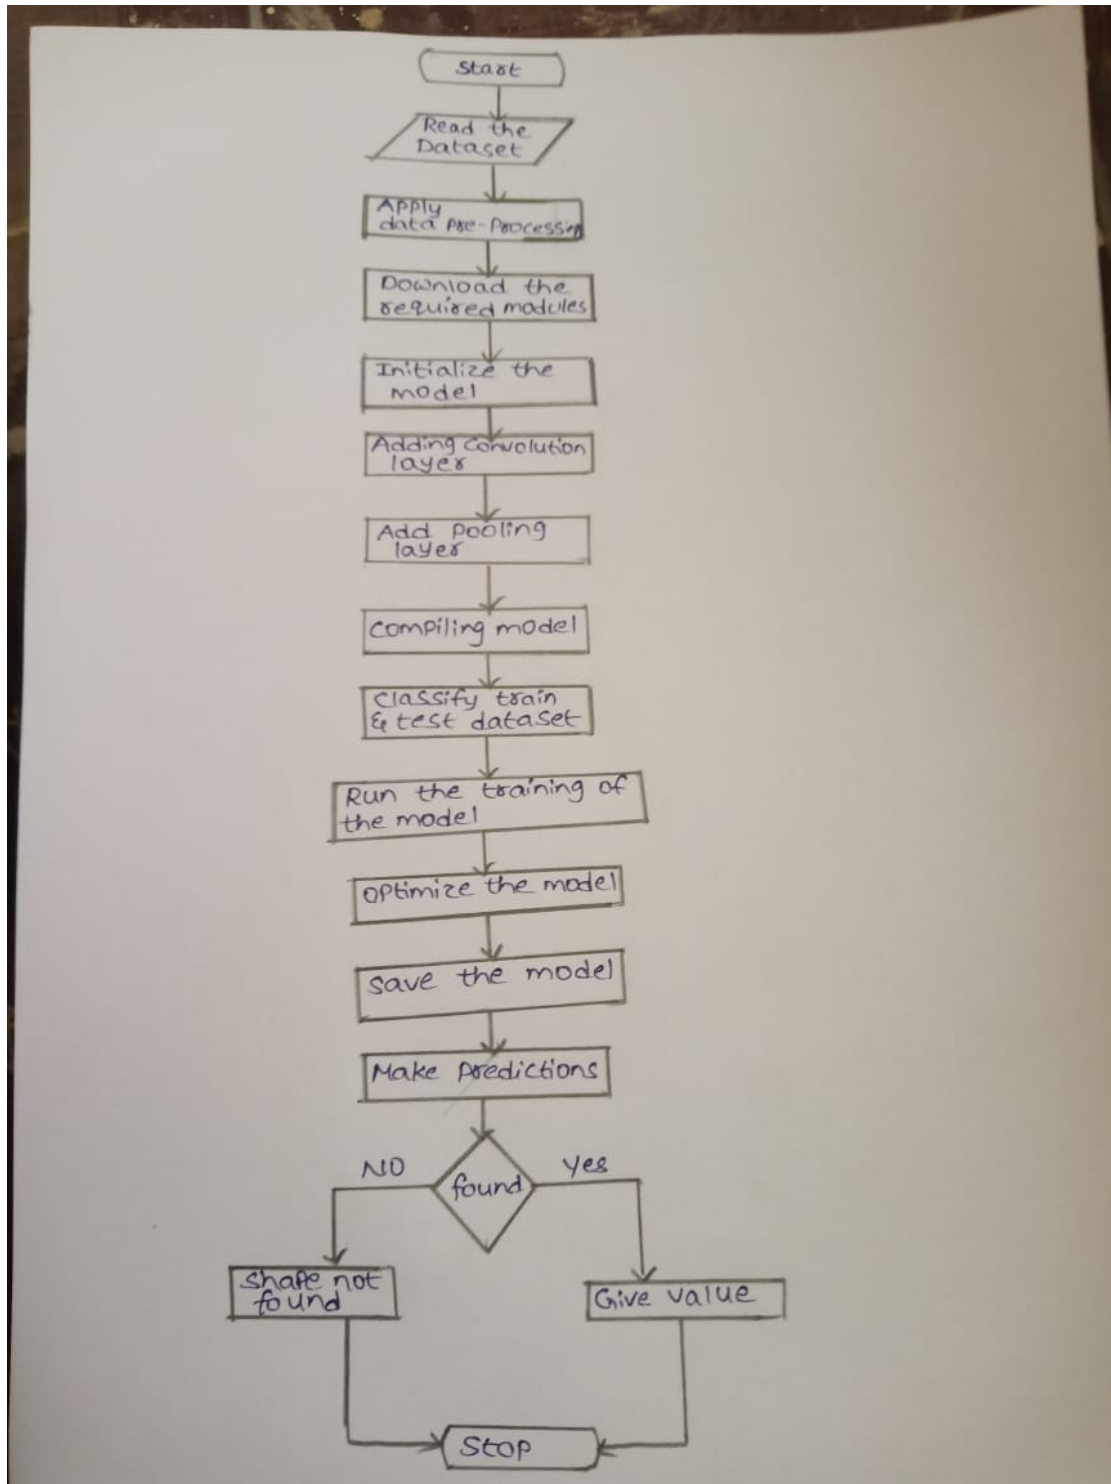 Start
Read the
Dataset
Apply
data pre-processing
Download the
required modules
Initialize the
model
Adding convolution
layer
Add pooling
layer
compiling model
classify train
& test dataset
Run the training of
the model
optimize the model
save the model
Make predictions
NO
found
Yes
shape not
found
Give value
Stop